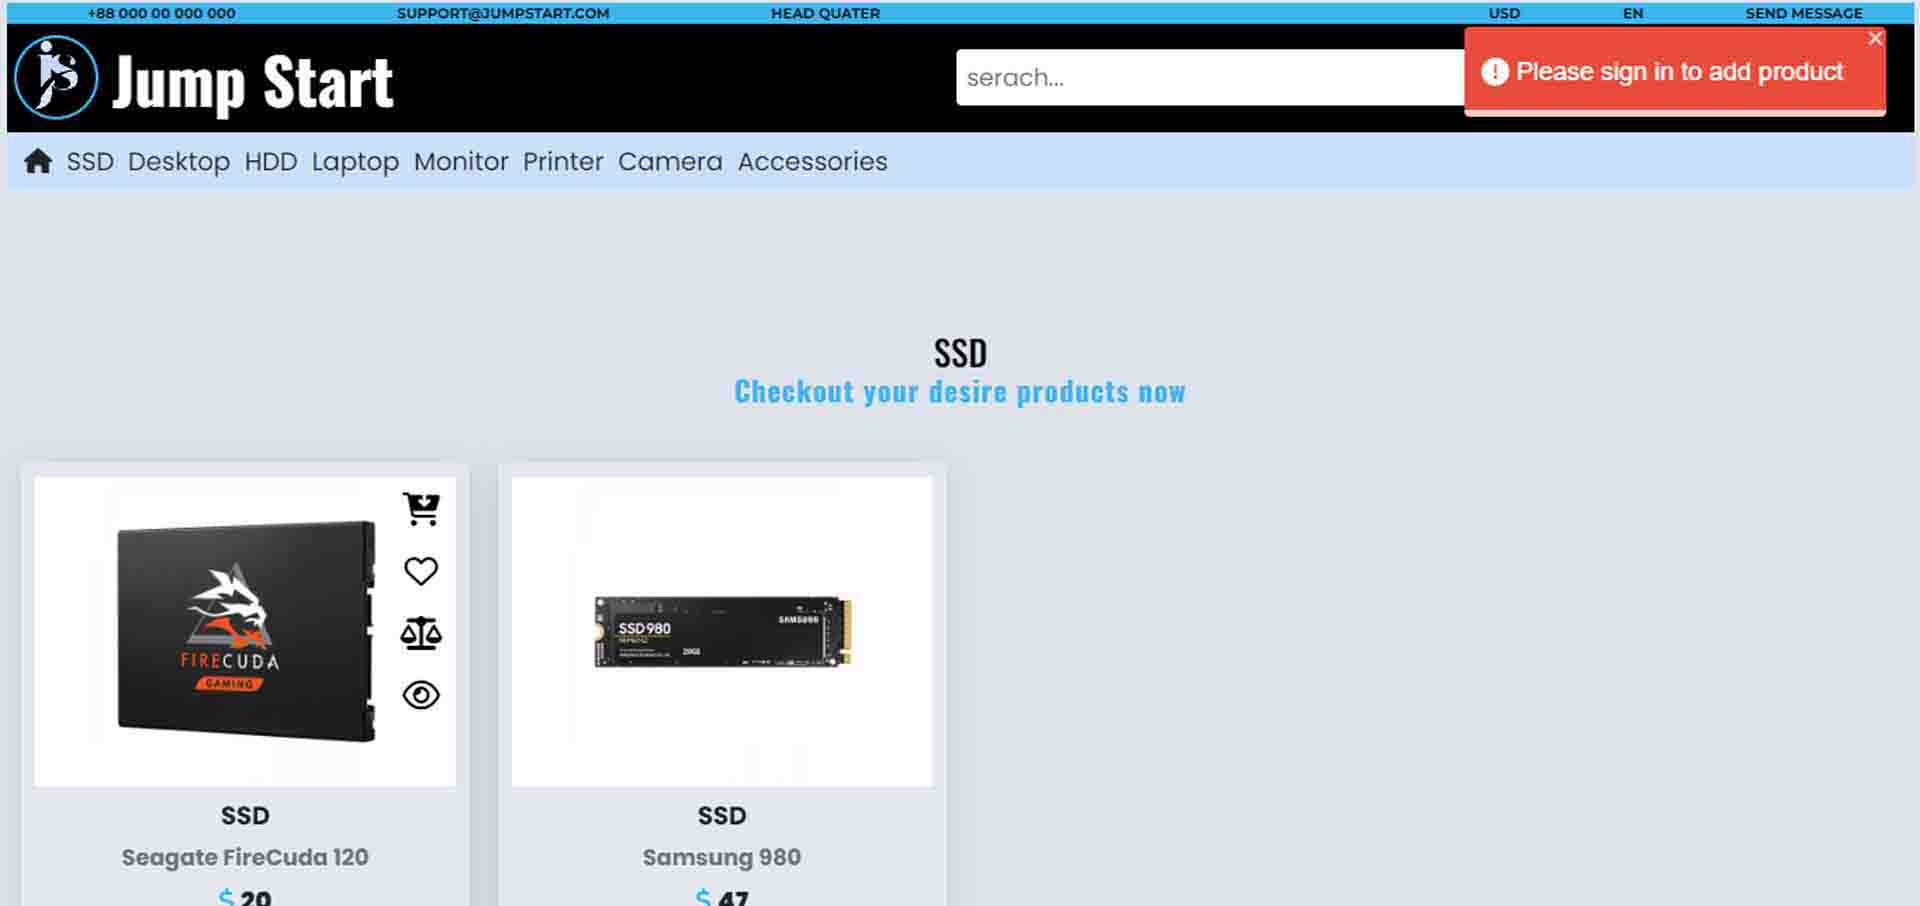 +88 000 00 000 000 SUPPORT@JUMPSTART.COM HEAD QUATER USD EN SEND MESSAGE
Jump Start
serach...
Please sign in to add product
SSD Desktop HDD Laptop Monitor Printer Camera Accessories
SSD
Checkout your desire products now
FIRECUDA
GAMING
SAMSUNG
SSD 980
SSD
Seagate FireCuda 120
$ 20
SSD
Samsung 980
$ 47